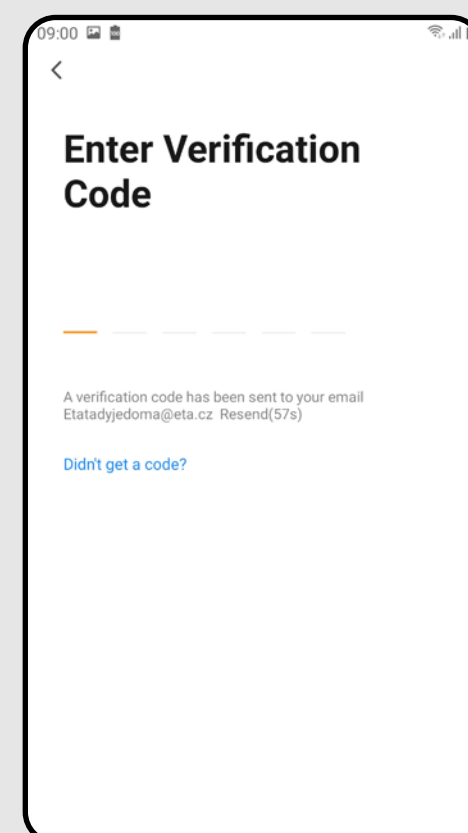 09:00
Enter Verification
Code
A verification code has been sent to your email
Etatadyjedoma@eta.cz Resend(57s)
Didn't get a code?